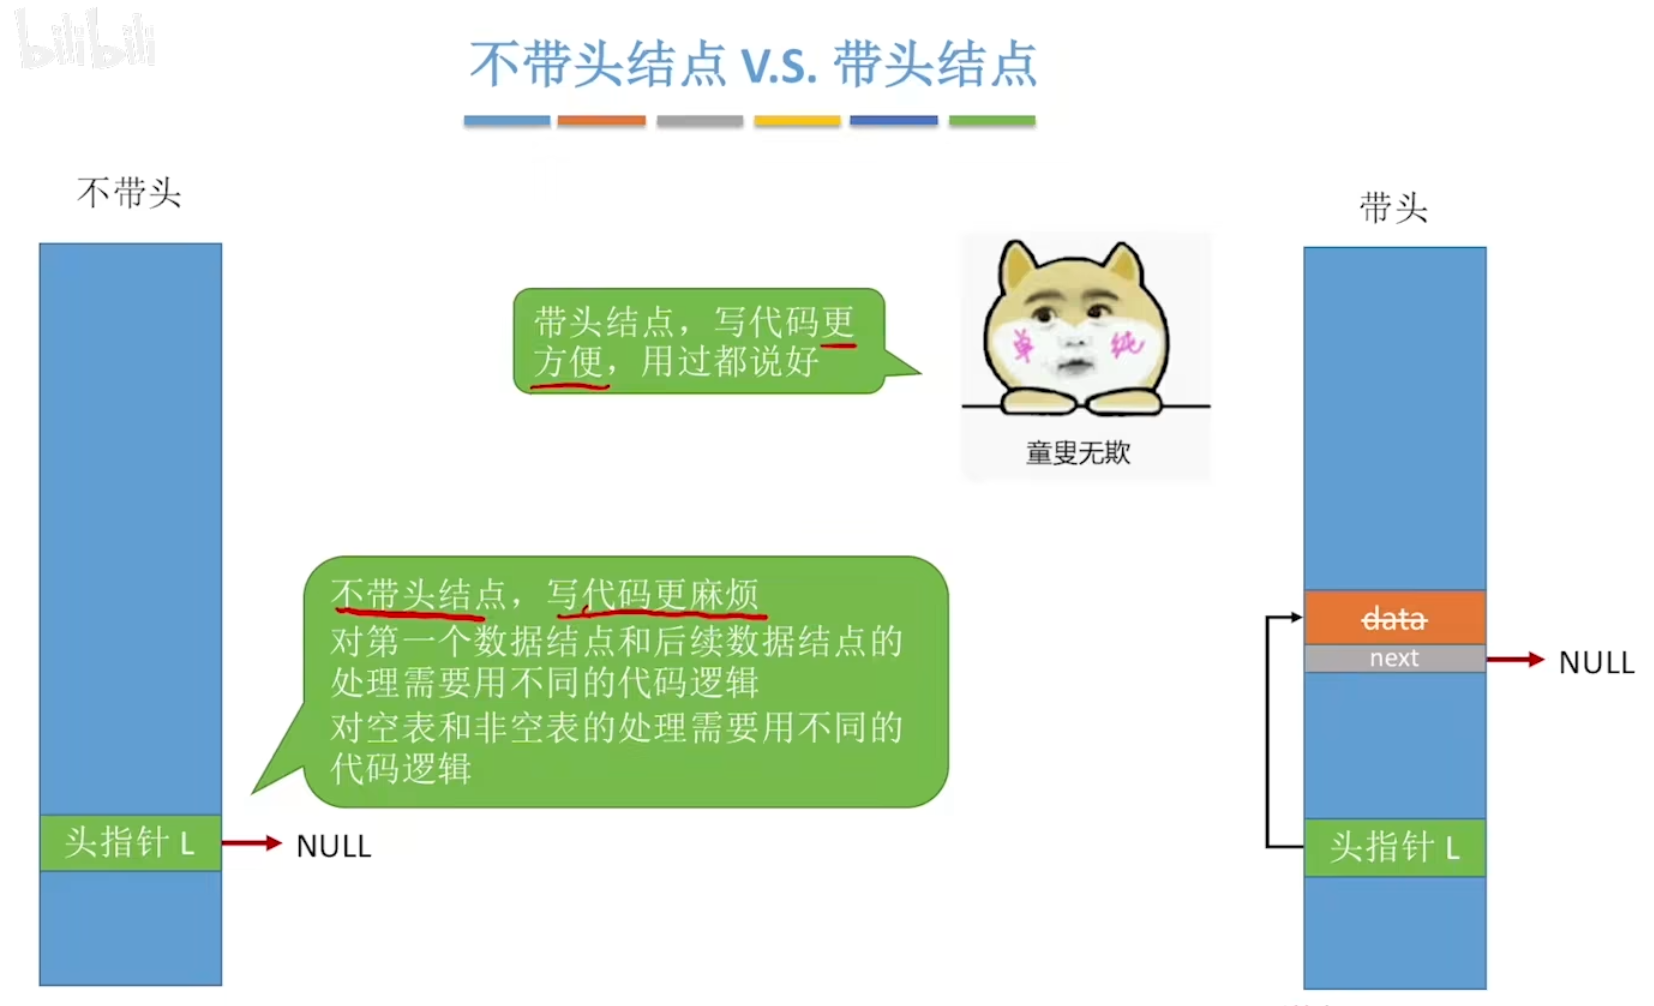 bilibili
不带头结点 V.S. 带头结点
不带头
带头
带头结点，写代码更
方便，用过都说好
单 纯
童叟无欺
不带头结点，写代码更麻烦
对第一个数据结点和后续数据结点的
处理需要用不同的代码逻辑
对空表和非空表的处理需要用不同的
代码逻辑
头指针 L
NULL
data
next
NULL
头指针 L